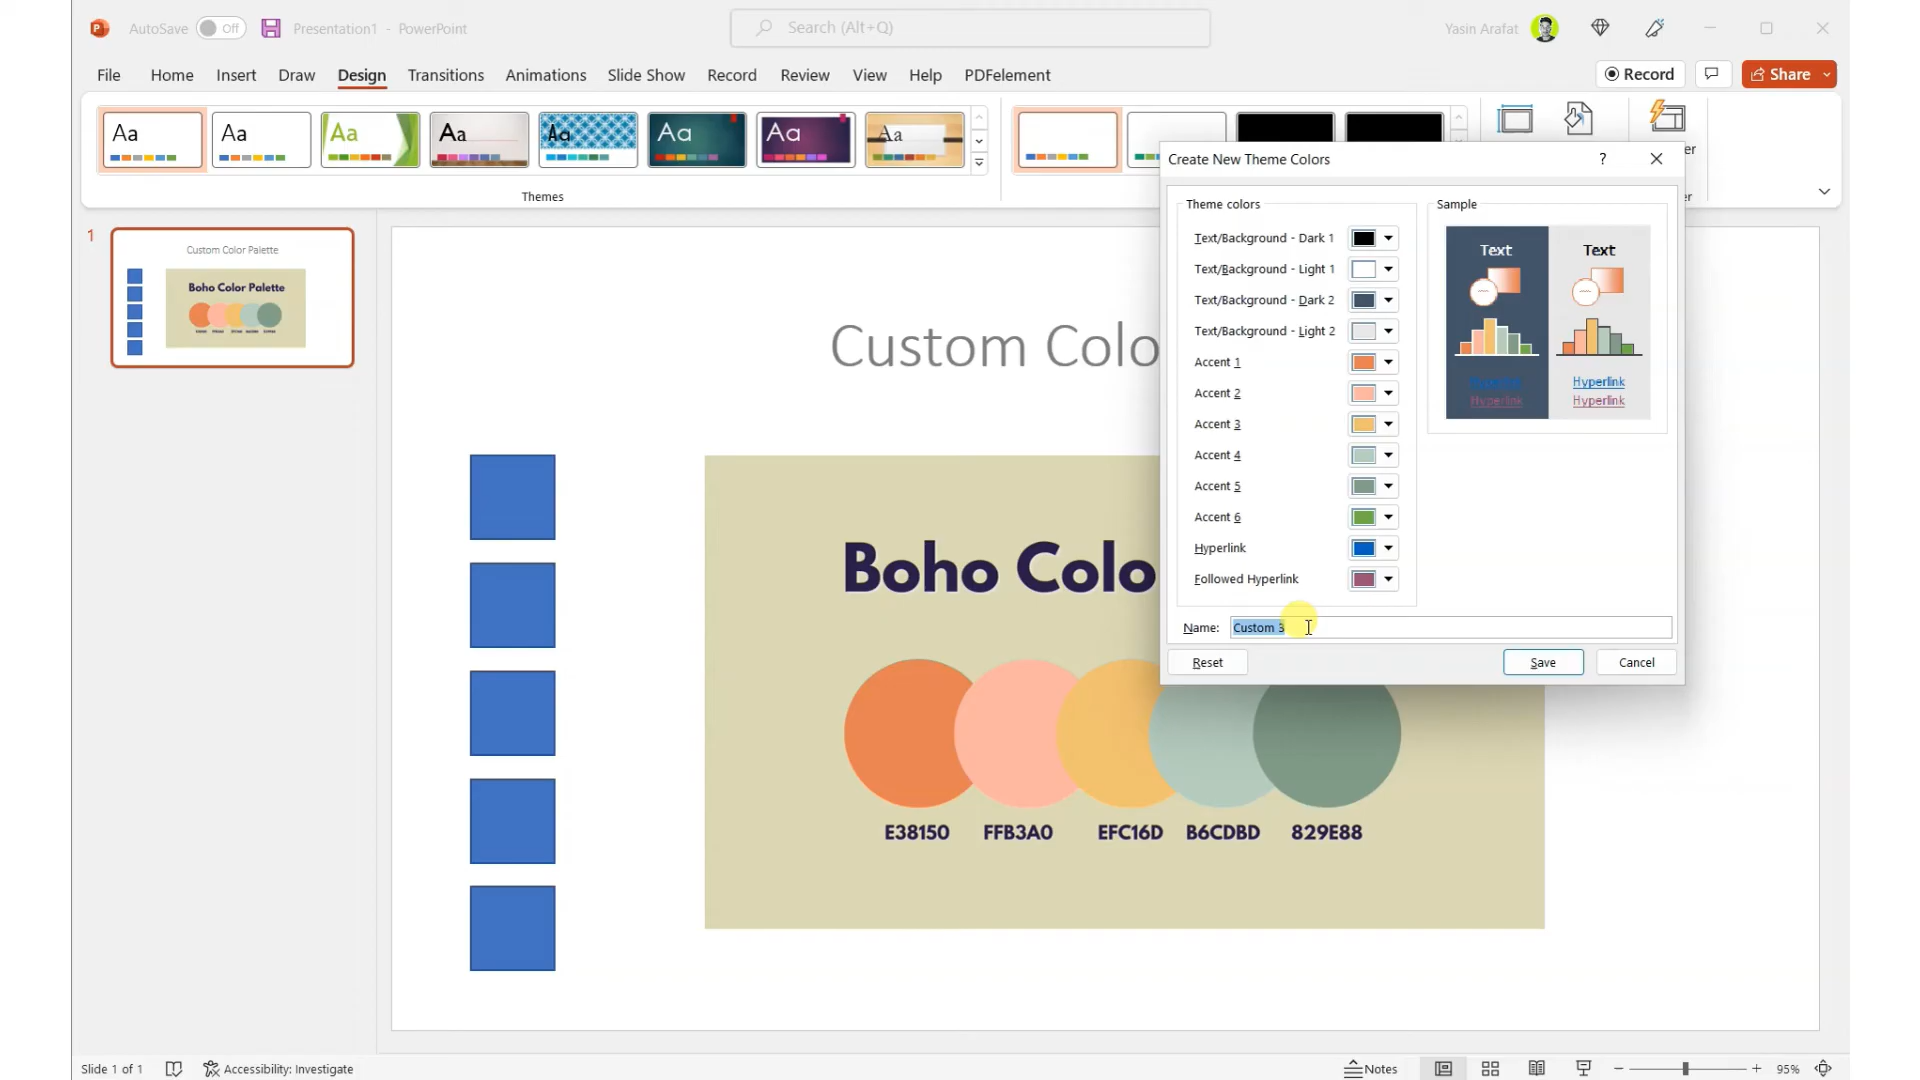 AutoSave Off Presentation1 - PowerPoint Search (Alt+Q) Yasin Arafat
File Home Insert Draw Design Transitions Animations Slide Show Record Review View Help PDFelement Record Share
Aa Aa Aa Aa Aa Aa Aa Aa
Themes
Create New Theme Colors ?
Theme colors
Text/Background - Dark 1
Text/Background - Light 1
Text/Background - Dark 2
Text/Background - Light 2
Accent 1
Accent 2
Accent 3
Accent 4
Accent 5
Accent 6
Hyperlink
Followed Hyperlink
Sample
Text Text
Hyperlink Hyperlink
Hyperlink Hyperlink
Name: Custom 3
Reset Save Cancel
1
Custom Color Palette
Boho Color Palette
Custom Colo
Boho Colo
E38150 FFB3A0 EFC16D B6CDBD 829E88
Slide 1 of 1 Accessibility: Investigate Notes 95%